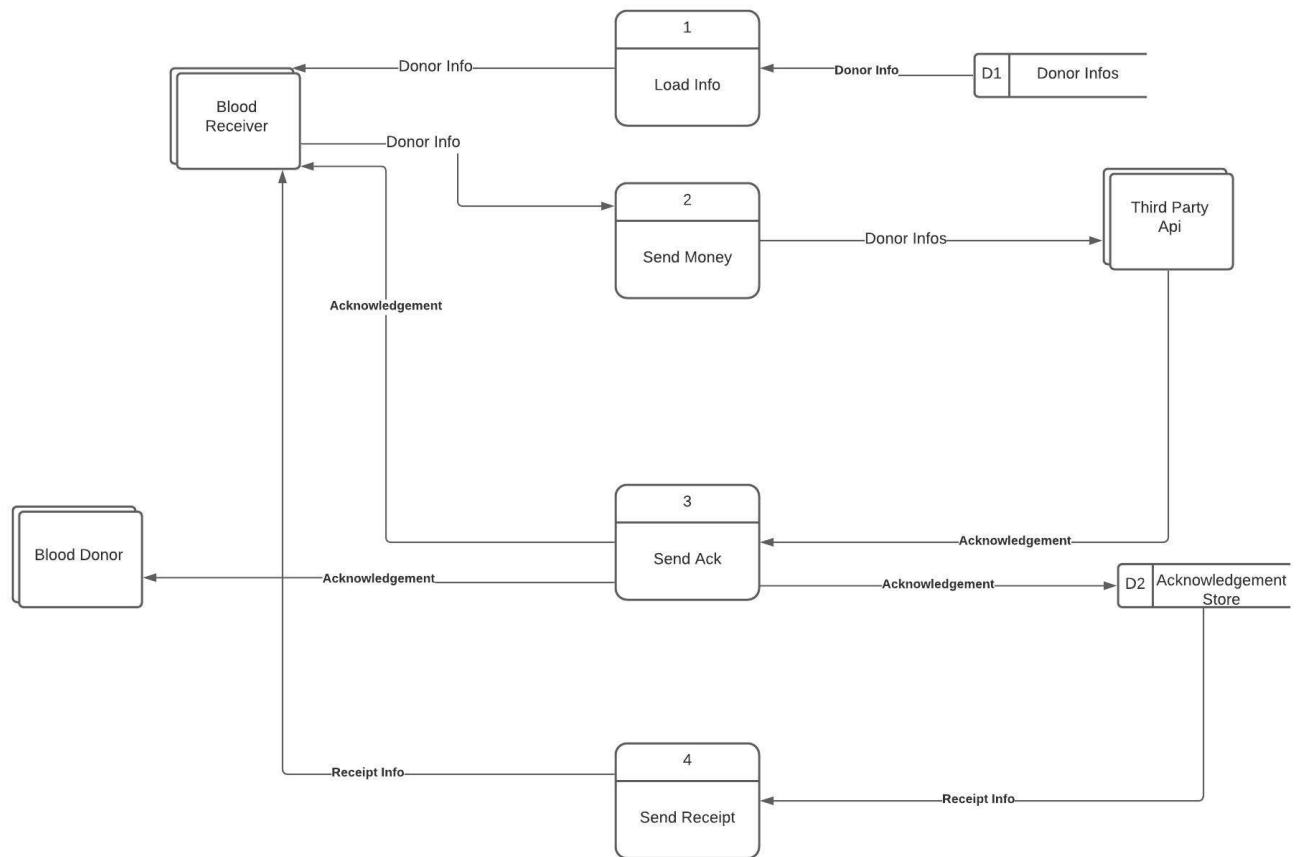 1
Load Info
Donor Info
Donor Info
D1
Donor Infos
Blood
Receiver
Donor Info
2
Send Money
Donor Infos
Third Party
Api
Acknowledgement
3
Send Ack
Acknowledgement
Blood Donor
Acknowledgement
Acknowledgement
D2
Acknowledgement
Store
4
Send Receipt
Receipt Info
Receipt Info